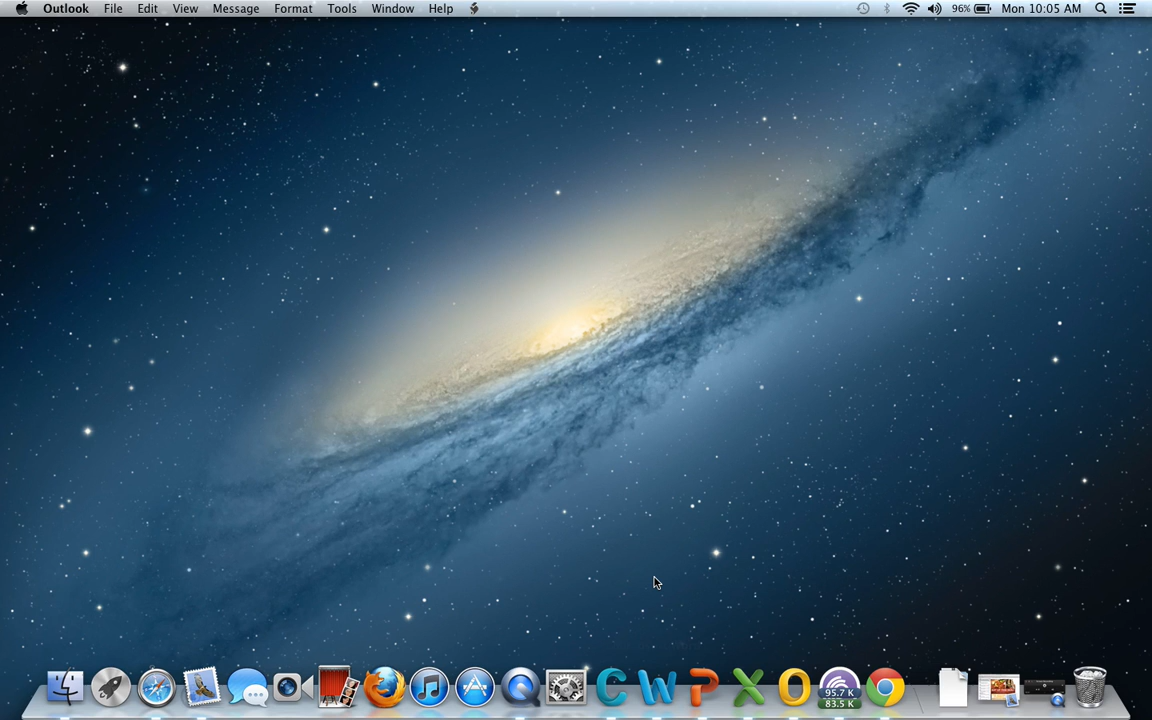 Outlook File Edit View Message Format Tools Window Help 96% Mon 10:05 AM
C W P X O
95.7 K
83.5 K